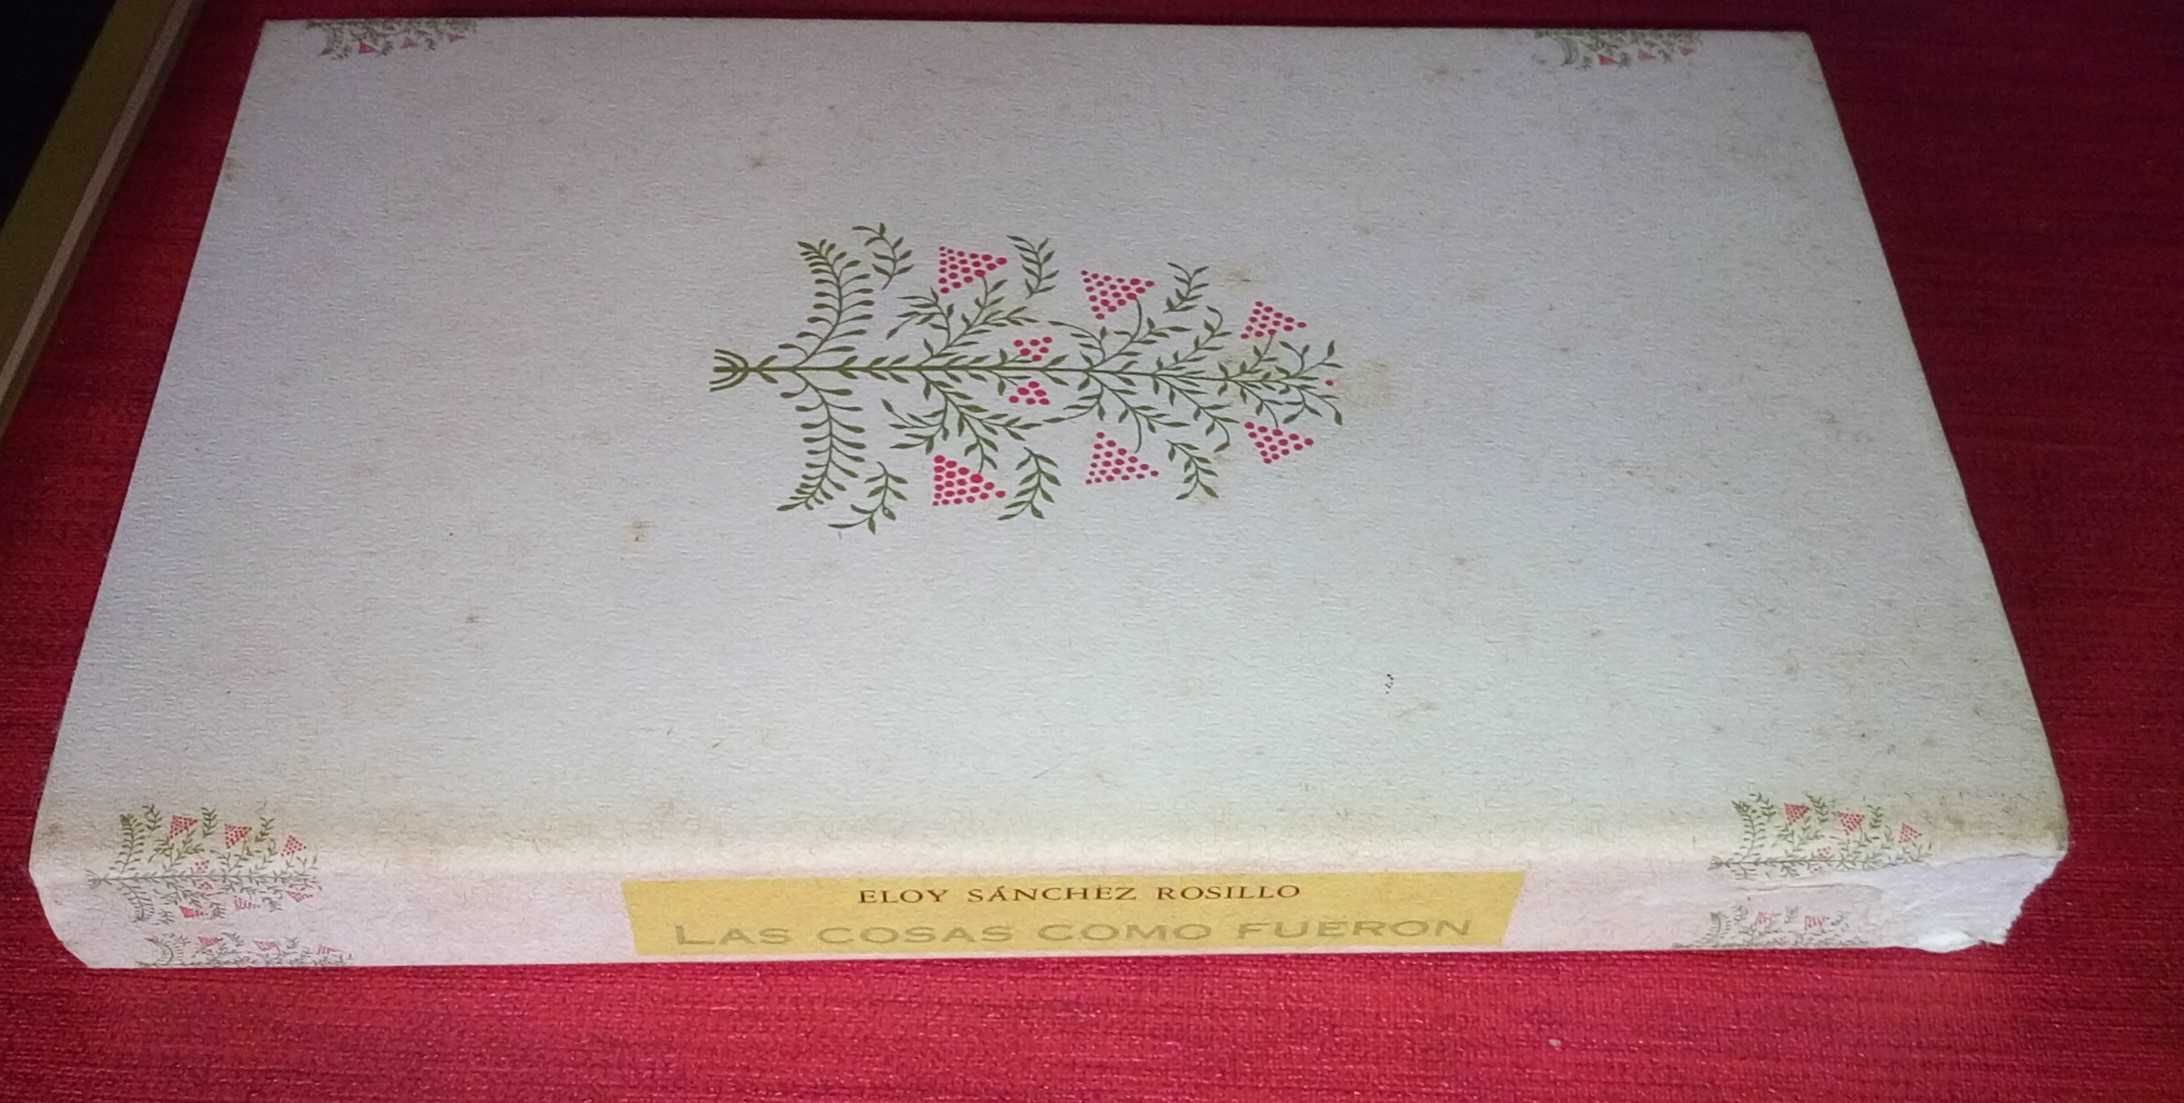 ELOY SÁNCHEZ ROSILLO
LAS COSAS COMO FUERON